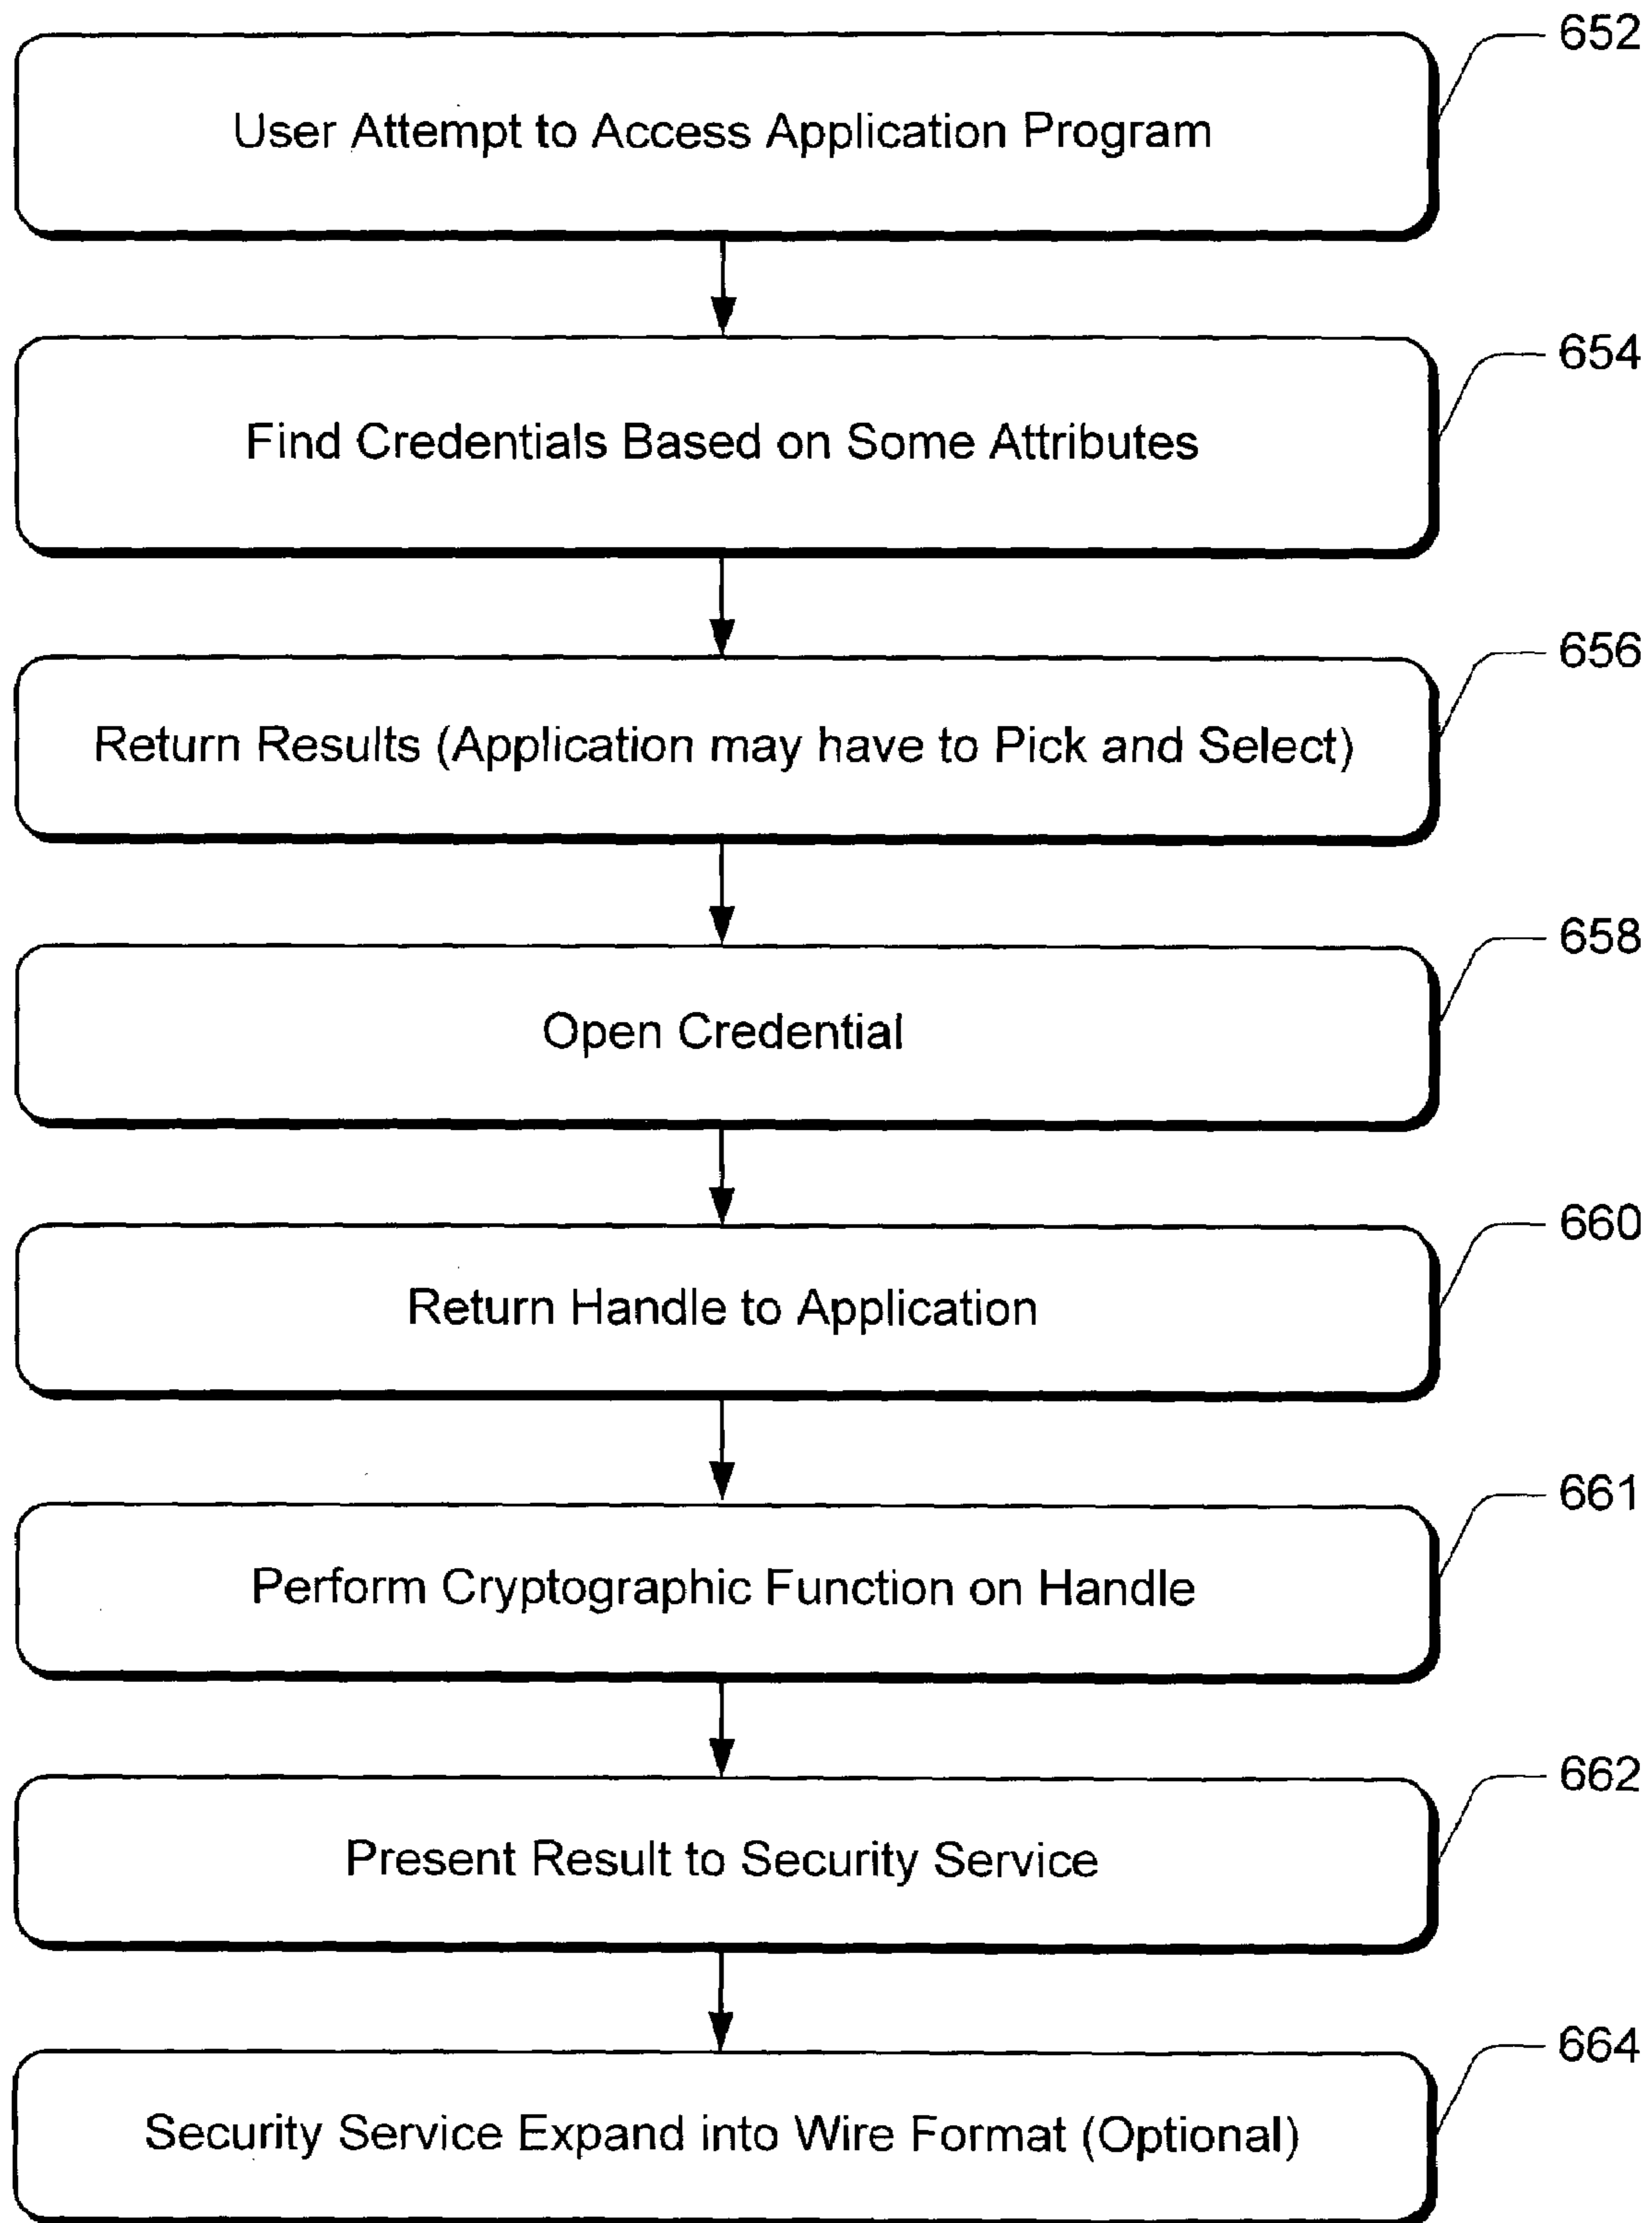 652
User Attempt to Access Application Program
654
Find Credentials Based on Some Attributes
656
Return Results (Application may have to Pick and Select)
658
Open Credential
660
Return Handle to Application
661
Perform Cryptographic Function on Handle
662
Present Result to Security Service
664
Security Service Expand into Wire Format (Optional)